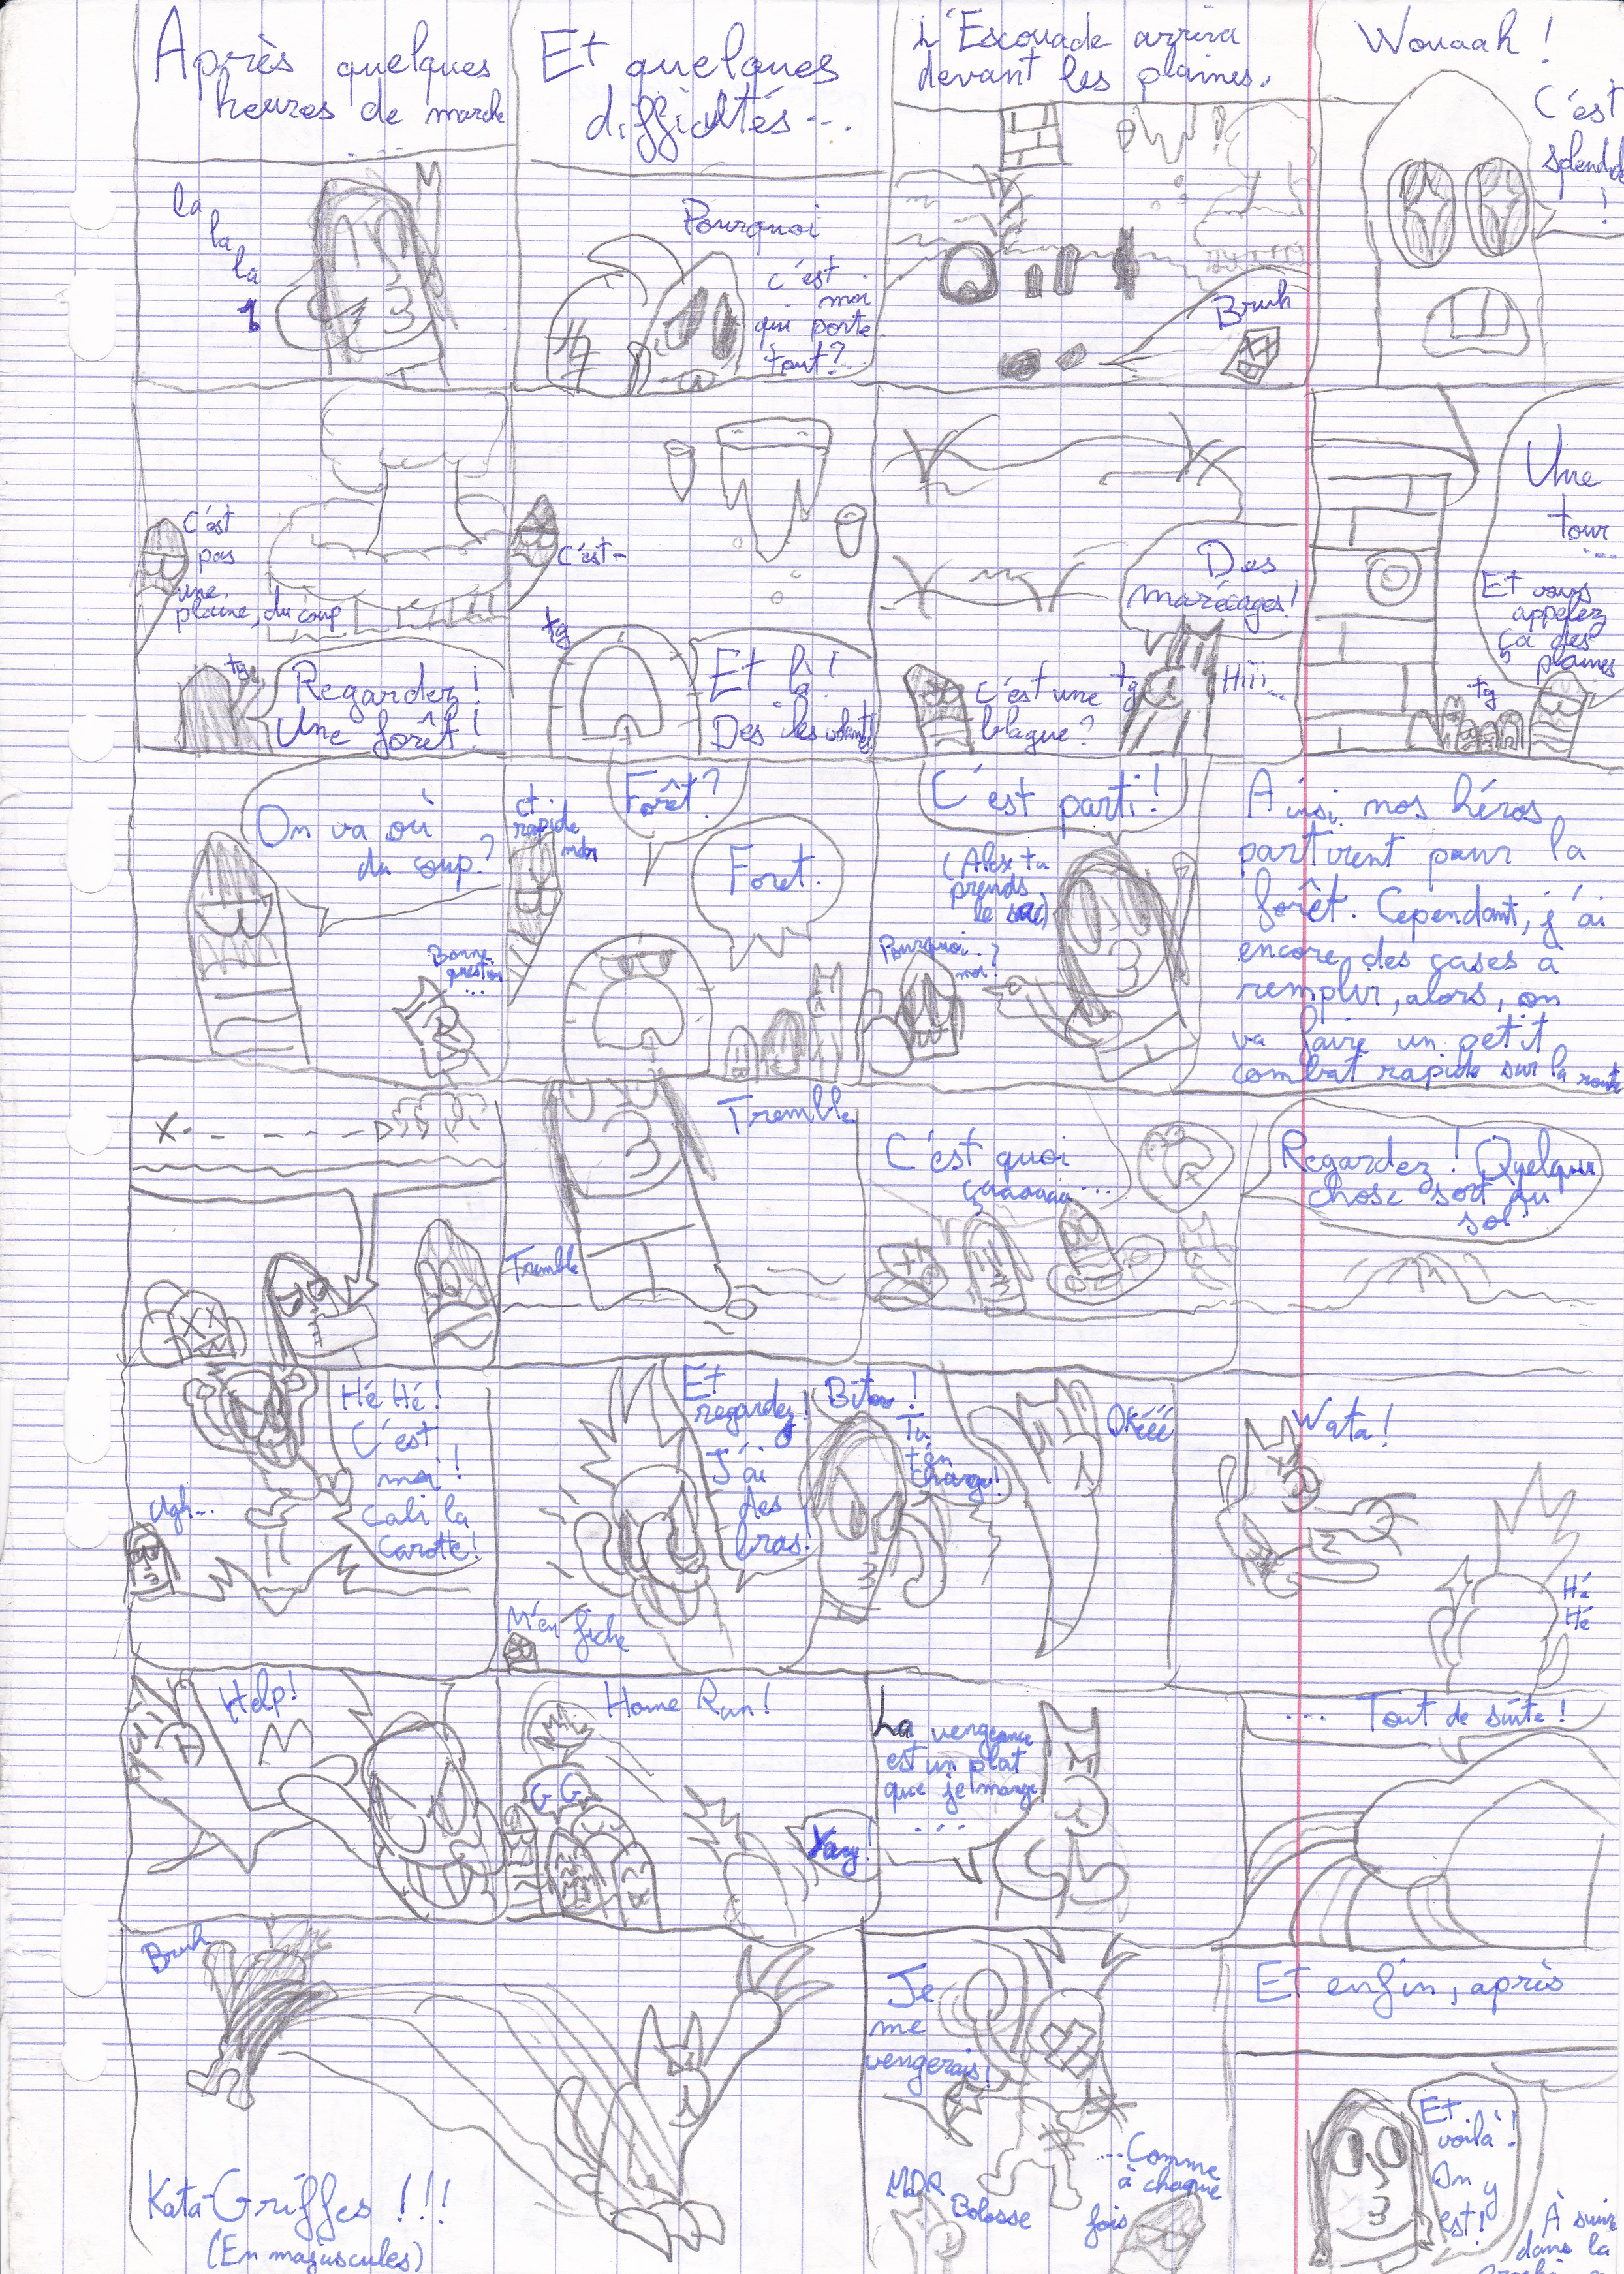 Après quelques
heures de marche
...
la
la
la
Et quelques
difficultés...
Pourquoi
c'est
moi
qui porte
tout?
L'Escouade arriva
devant les plaines.
Bruh
Wouaah !
C'est
splendide
!
C'est
pas
une
plaine, du coup
tg
Regardez !
Une forêt !
C'est-
tg
Et là !
Des îles volantes!
Des
marécages!
C'est une
blague?
tg
Hiii...
Une
tour
...
Et vous
appelez
ça des
plaines
tg
On va où
du coup?
Bonne
question
...
et
rapide
mdr
Forêt?
Foret.
C'est parti !
(Alex tu
prends
le sac)
Pourquoi
moi?
Ainsi nos héros
partirent pour la
forêt. Cependant, j'ai
encore des cases à
remplir, alors, on
va faire un petit
combat rapide sur la route
Tremble
Tremble
C'est quoi
çaaaaaa...
Regardez ! Quelque
chose sort du
sol!
Ugh...
Hé Hé !
C'est
moi !
Cali la
Carotte!
Et
regardez!
J'ai
des
bras!
M'en fiche
!
Tu
t'en
charge!
Okééé
Wata!
Hé
Hé
Help!
Home Run!
GG
Yay!
La vengeance
est un plat
que je mange
...
... Tout de suite !
Bruh
Kata-Griffes !!!
(En majuscules)
Je
me
vengerais!
MDR
Bolosse
...Comme
à chaque
fois
Et enfin, après
Et
voilà!
On y
est!
À suivre
dans la